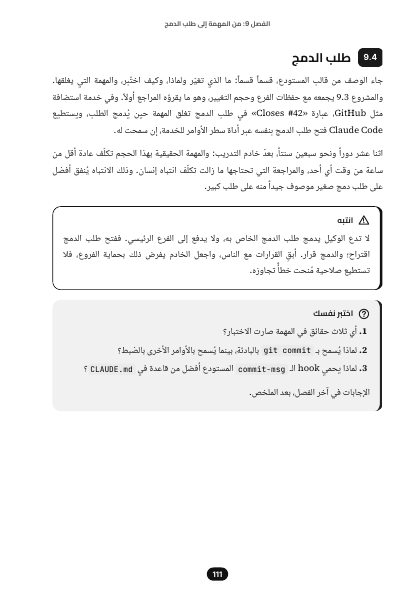 الفصل 9: من المهمة إلى طلب الدمج
9.4 طلب الدمج
جاء الوصف من قالب المستودع، قسماً قسماً: ما الذي تغيّر ولماذا، وكيف اختُبر، والمهمة التي يغلقها.
والمشروع 9.3 يجمعه مع حفظات الفرع وحجم التغيير، وهو ما يقرؤه المراجع أولاً. وفي خدمة استضافة
مثل GitHub، عبارة «Closes #42» في طلب الدمج تغلق المهمة حين يُدمج الطلب، ويستطيع
Claude Code فتح طلب الدمج بنفسه عبر أداة سطر الأوامر للخدمة، إن سمحت له.
اثنا عشر دوراً ونحو سبعين سنتاً، بعدّ خادم التدريب: والمهمة الحقيقية بهذا الحجم تكلّف عادة أقل من
ساعة من وقت أي أحد، والمراجعة التي تحتاجها ما زالت تكلّف انتباه إنسان. وذلك الانتباه يُنفق أفضل
على طلب دمج صغير موصوف جيداً منه على طلب كبير.
انتبه
لا تدع الوكيل يدمج طلب الدمج الخاص به، ولا يدفع إلى الفرع الرئيسي. ففتح طلب الدمج
اقتراح؛ والدمج قرار. أبقِ القرارات مع الناس، واجعل الخادم يفرض ذلك بحماية الفروع، فلا
تستطيع صلاحية مُنحت خطأً تجاوزه.
اختبر نفسك
1. أي ثلاث حقائق في المهمة صارت الاختبار؟
2. لماذا يُسمح بـ git commit بالبادئة، بينما يُسمح بالأوامر الأخرى بالضبط؟
3. لماذا يحمي hook الـ commit-msg المستودع أفضل من قاعدة في CLAUDE.md ؟
الإجابات في آخر الفصل، بعد الملخص.
111